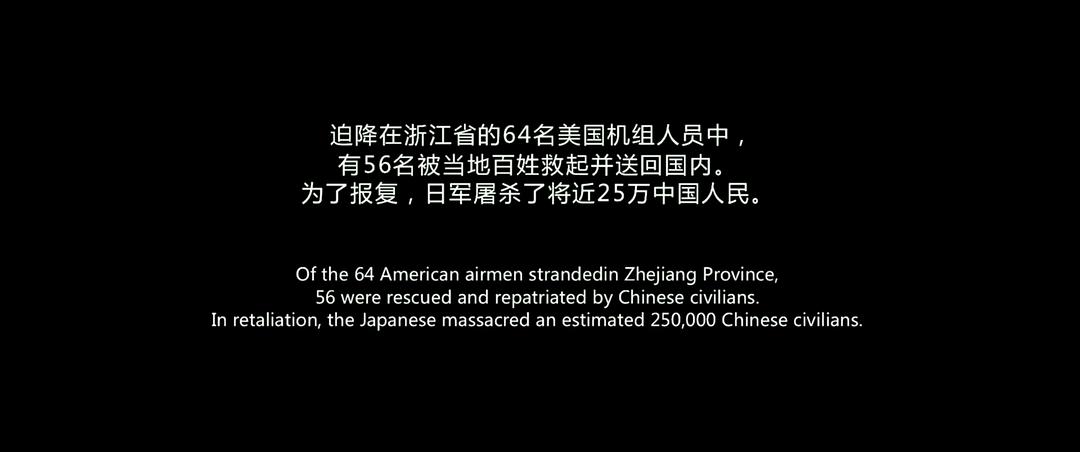 迫降在浙江省的64名美国机组人员中，
有56名被当地百姓救起并送回国内。
为了报复，日军屠杀了将近25万中国人民。
Of the 64 American airmen strandedin Zhejiang Province,
56 were rescued and repatriated by Chinese civilians.
In retaliation, the Japanese massacred an estimated 250,000 Chinese civilians.